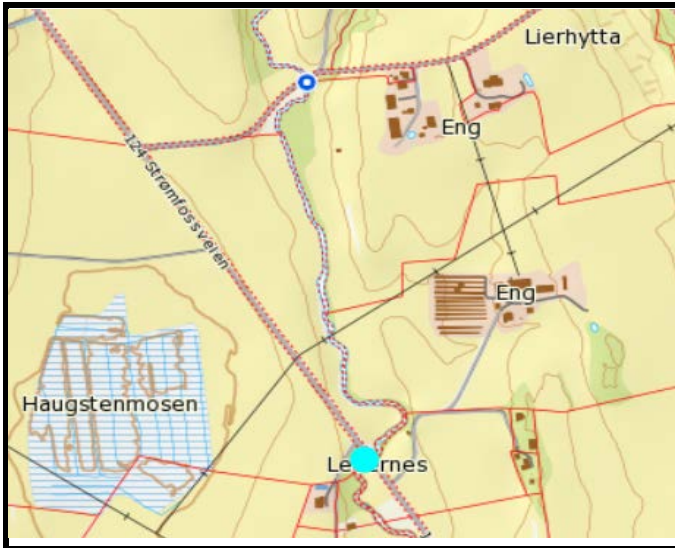 Lierhytta
Eng
124 Strømfossveien
Eng
Haugstenmosen